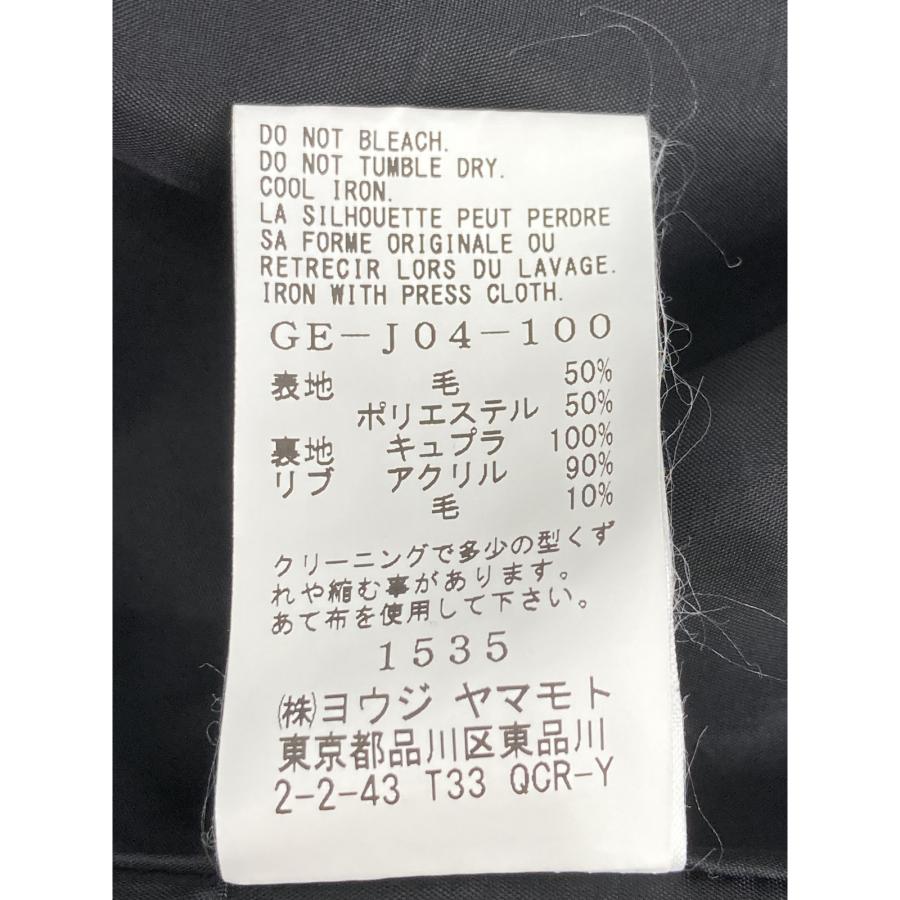 DO NOT BLEACH.
DO NOT TUMBLE DRY.
COOL IRON.
LA SILHOUETTE PEUT PERDRE
SA FORME ORIGINALE OU
RETRECIR LORS DU LAVAGE.
IRON WITH PRESS CLOTH.
GE-J04-100
表地 毛 50%
ポリエステル 50%
裏地 キュプラ 100%
リブ アクリル 90%
毛 10%
クリーニングで多少の型くず
れや縮む事があります。
あて布を使用して下さい。
1535
㈱ヨウジ ヤマモト
東京都品川区東品川
2-2-43 T33 QCR-Y